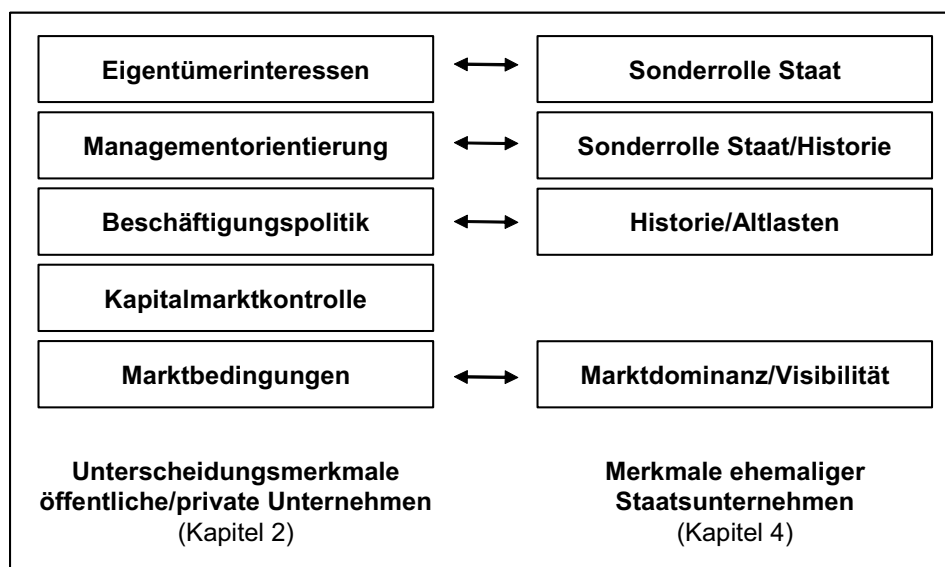 Eigentümerinteressen
Sonderrolle Staat
Managementorientierung
Sonderrolle Staat/Historie
Beschäftigungspolitik
Historie/Altlasten
Kapitalmarktkontrolle
Marktbedingungen
Marktdominanz/Visibilität
Unterscheidungsmerkmale
öffentliche/private Unternehmen
(Kapitel 2)
Merkmale ehemaliger
Staatsunternehmen
(Kapitel 4)